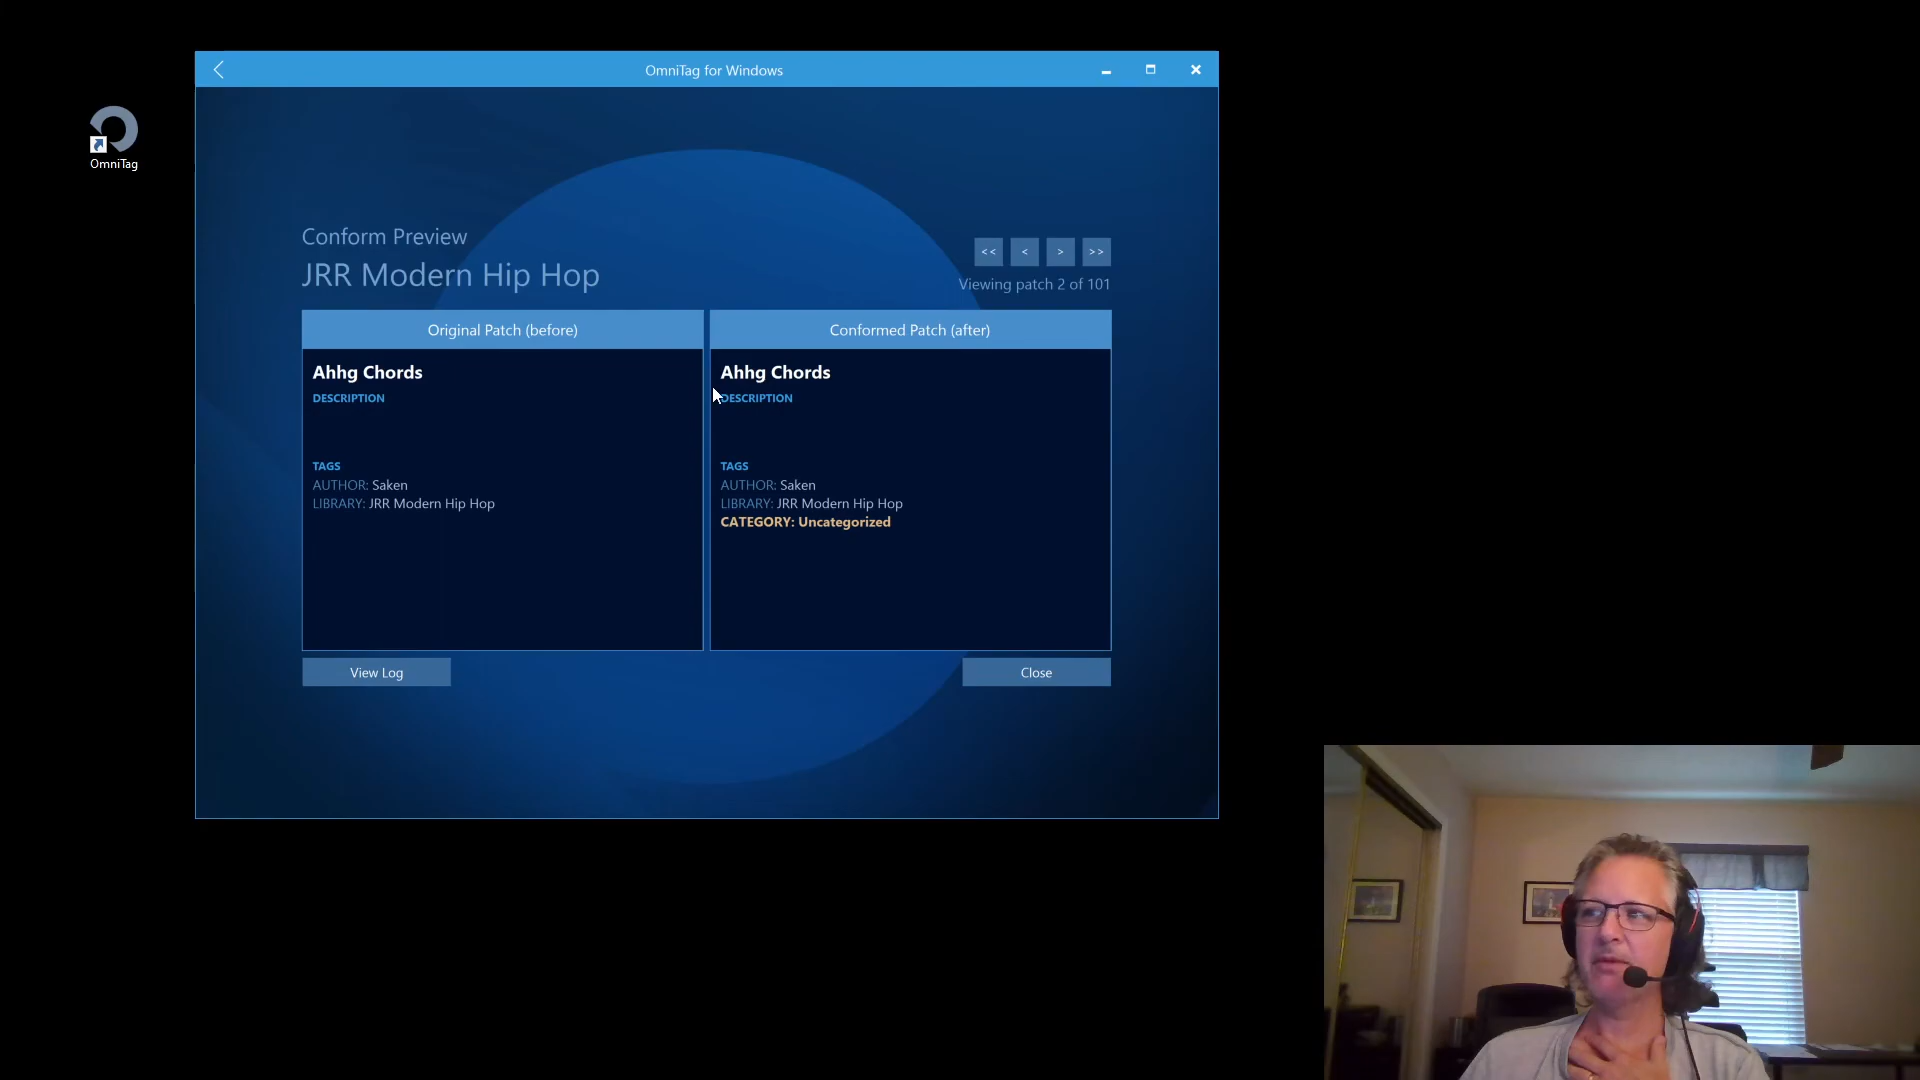 OmniTag for Windows
OmniTag
Conform Preview
JRR Modern Hip Hop
<< < > >>
Viewing patch 2 of 101
Original Patch (before)
Ahhg Chords
DESCRIPTION
TAGS
AUTHOR: Saken
LIBRARY: JRR Modern Hip Hop
Conformed Patch (after)
Ahhg Chords
DESCRIPTION
TAGS
AUTHOR: Saken
LIBRARY: JRR Modern Hip Hop
CATEGORY: Uncategorized
View Log
Close